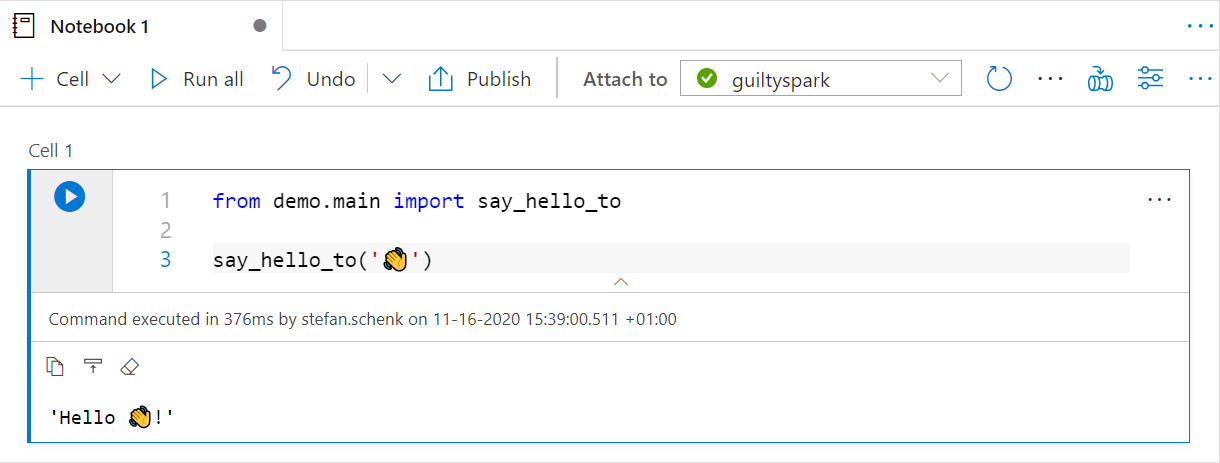 Notebook 1
Cell Run all Undo Publish Attach to guiltyspark
Cell 1
1 from demo.main import say_hello_to
2
3 say_hello_to('👋')
Command executed in 376ms by stefan.schenk on 11-16-2020 15:39:00.511 +01:00
'Hello 👋!'